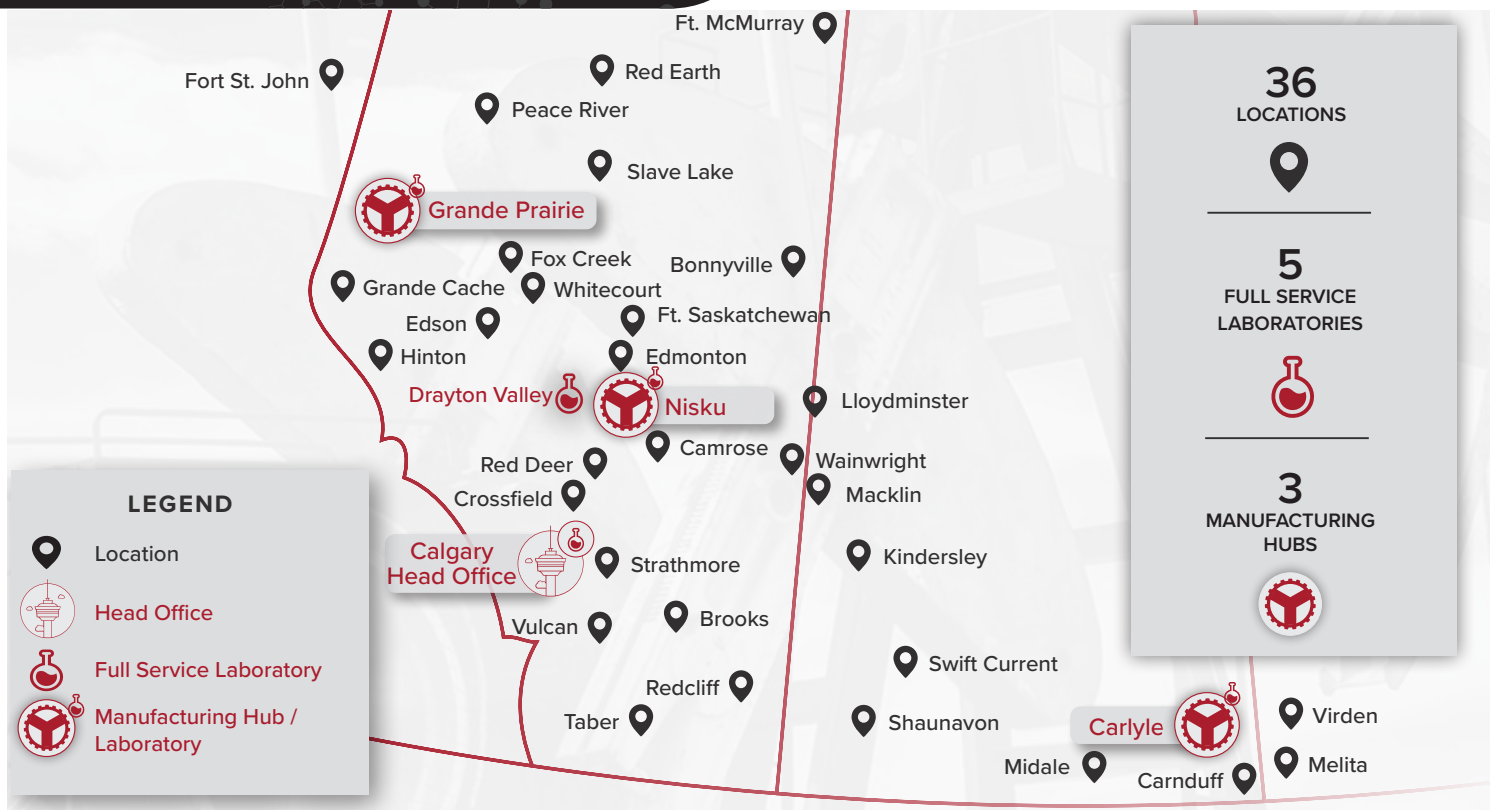 Ft. McMurray
Fort St. John
Red Earth
Peace River
Slave Lake
Grande Prairie
Fox Creek
Bonnyville
Grande Cache
Whitecourt
Edson
Ft. Saskatchewan
Hinton
Edmonton
Drayton Valley
Nisku
Lloydminster
Camrose
Wainwright
Red Deer
Macklin
Crossfield
Calgary
Head Office
Strathmore
Kindersley
Vulcan
Brooks
Swift Current
Redcliff
Taber
Shaunavon
Carlyle
Virden
Midale
Carnduff
Melita
LEGEND
Location
Head Office
Full Service Laboratory
Manufacturing Hub /
Laboratory
36
LOCATIONS
5
FULL SERVICE
LABORATORIES
3
MANUFACTURING
HUBS